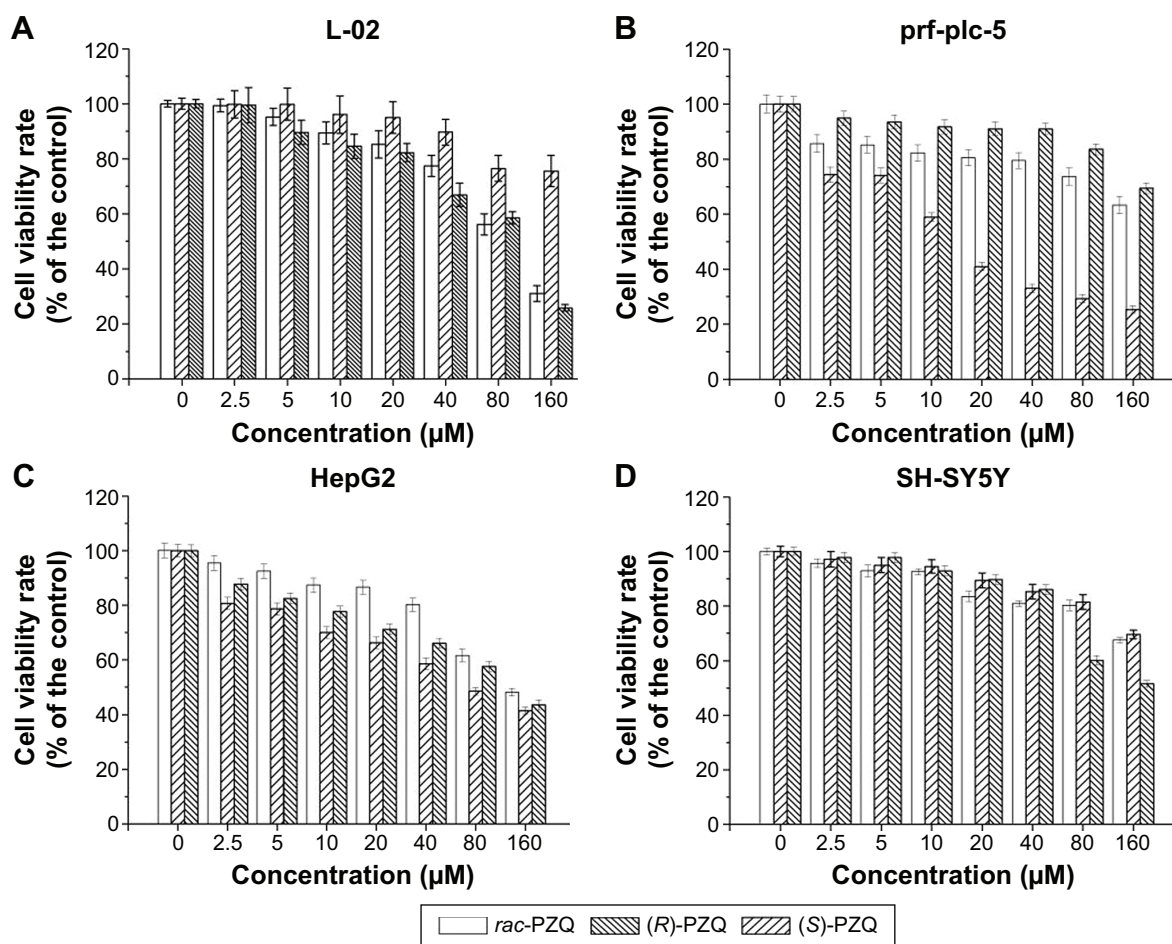 A
L-02
120
100
80
60
40
20
0
Cell viability rate
(% of the control)
0 2.5 5 10 20 40 80 160
Concentration (µM)
B
prf-plc-5
120
100
80
60
40
20
0
Cell viability rate
(% of the control)
0 2.5 5 10 20 40 80 160
Concentration (µM)
C
HepG2
120
100
80
60
40
20
0
Cell viability rate
(% of the control)
0 2.5 5 10 20 40 80 160
Concentration (µM)
D
SH-SY5Y
120
100
80
60
40
20
0
Cell viability rate
(% of the control)
0 2.5 5 10 20 40 80 160
Concentration (µM)
rac-PZQ (R)-PZQ (S)-PZQ